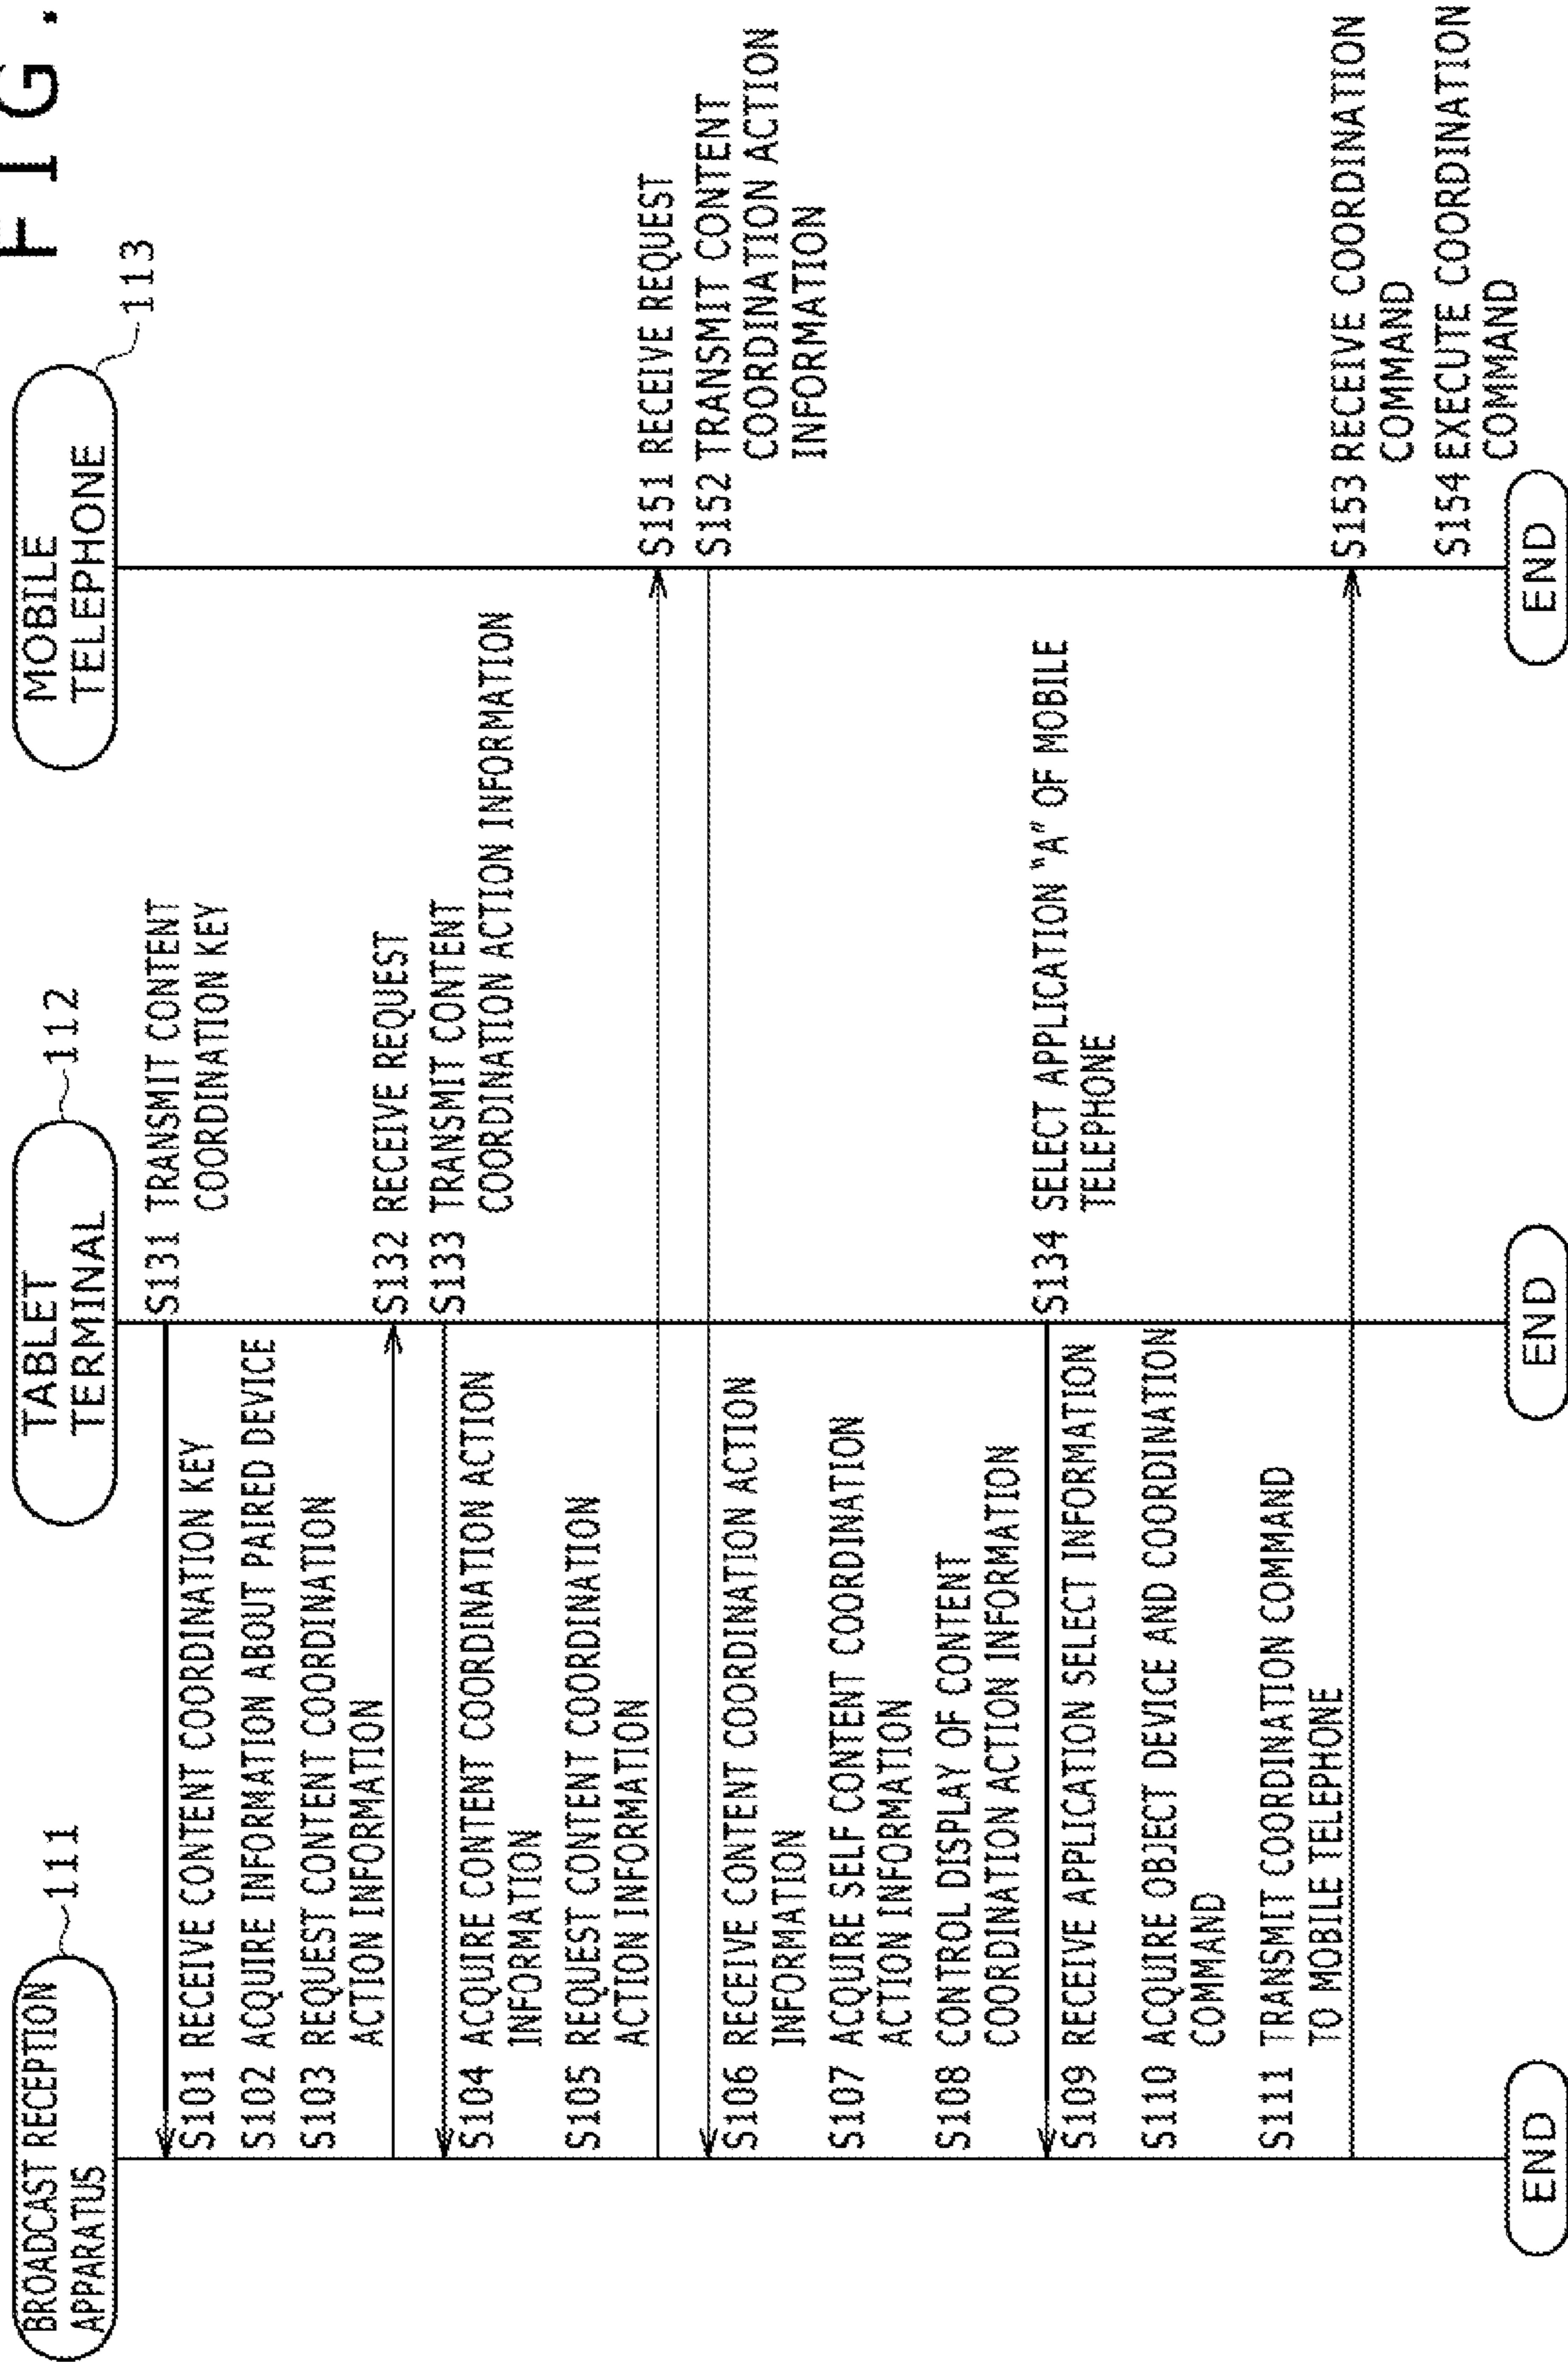 FIG.
BROADCAST RECEPTION
APPARATUS
111
TABLET
TERMINAL
112
MOBILE
TELEPHONE
113
S131 TRANSMIT CONTENT
COORDINATION KEY
S101 RECEIVE CONTENT COORDINATION KEY
S102 ACQUIRE INFORMATION ABOUT PAIRED DEVICE
S103 REQUEST CONTENT COORDINATION
ACTION INFORMATION
S132 RECEIVE REQUEST
S133 TRANSMIT CONTENT
COORDINATION ACTION INFORMATION
S104 ACQUIRE CONTENT COORDINATION ACTION
INFORMATION
S105 REQUEST CONTENT COORDINATION
ACTION INFORMATION
S151 RECEIVE REQUEST
S152 TRANSMIT CONTENT
COORDINATION ACTION
INFORMATION
S106 RECEIVE CONTENT COORDINATION ACTION
INFORMATION
S107 ACQUIRE SELF CONTENT COORDINATION
ACTION INFORMATION
S108 CONTROL DISPLAY OF CONTENT
COORDINATION ACTION INFORMATION
S134 SELECT APPLICATION "A" OF MOBILE
TELEPHONE
S109 RECEIVE APPLICATION SELECT INFORMATION
S110 ACQUIRE OBJECT DEVICE AND COORDINATION
COMMAND
S111 TRANSMIT COORDINATION COMMAND
TO MOBILE TELEPHONE
S153 RECEIVE COORDINATION
COMMAND
S154 EXECUTE COORDINATION
COMMAND
END
END
END